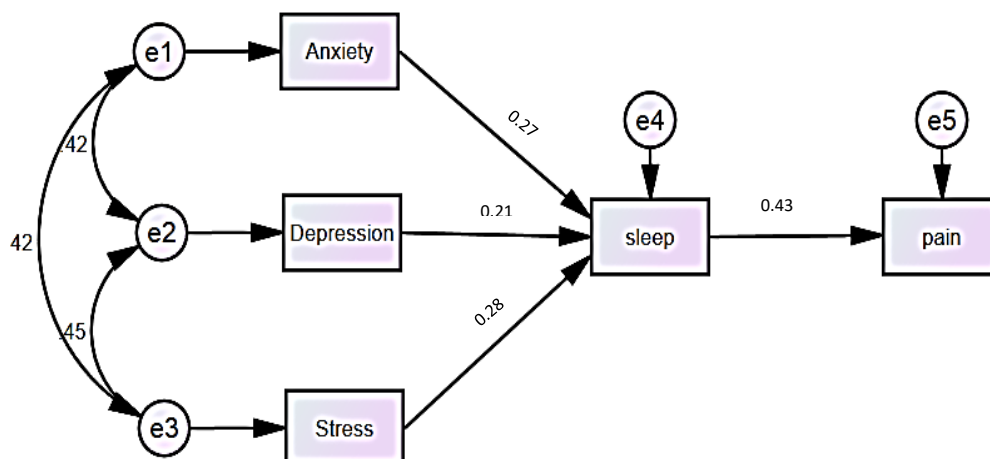 e1
Anxiety
0.27
e4
e5
.42
e2
Depression
0.21
sleep
0.43
pain
42
.45
0.28
e3
Stress